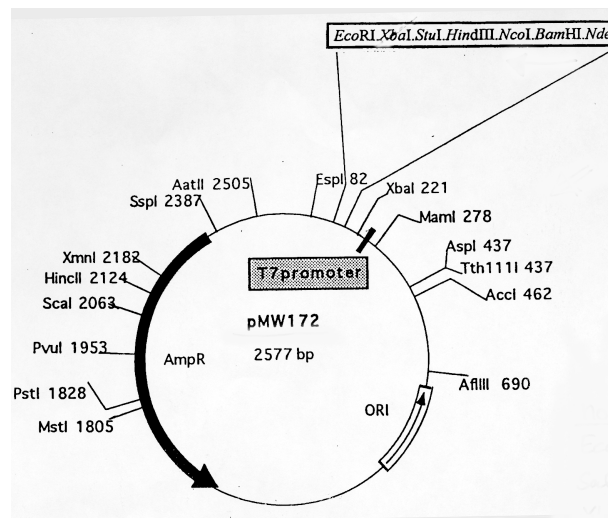 EcoRI.XbaI.StuI.HindIII.NcoI.BamHI.Nde
AatII 2505
EspI 82
SspI 2387
XbaI 221
MamI 278
XmnI 2182
AspI 437
HincII 2124
Tth111I 437
ScaI 2063
AccI 462
T7promoter
pMW172
2577 bp
PvuI 1953
AmpR
AflIII 690
PstI 1828
ORI
MstI 1805